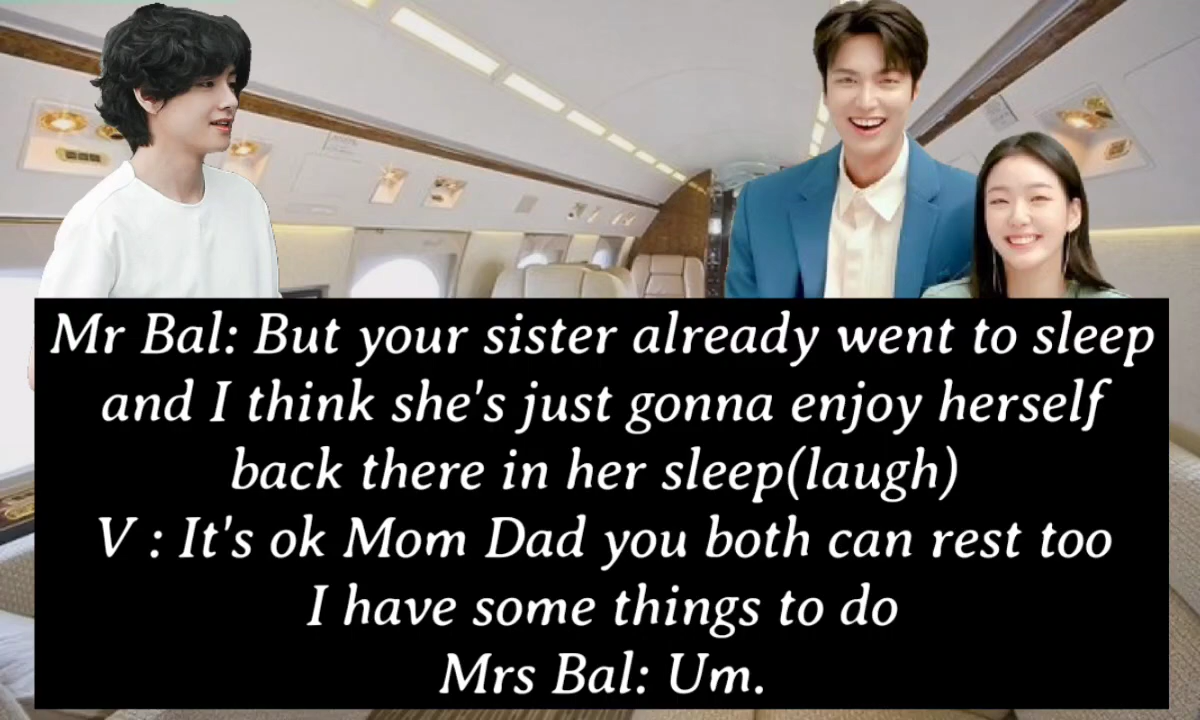 Mr Bal: But your sister already went to sleep
and I think she's just gonna enjoy herself
back there in her sleep(laugh)
V : It's ok Mom Dad you both can rest too
I have some things to do
Mrs Bal: Um.